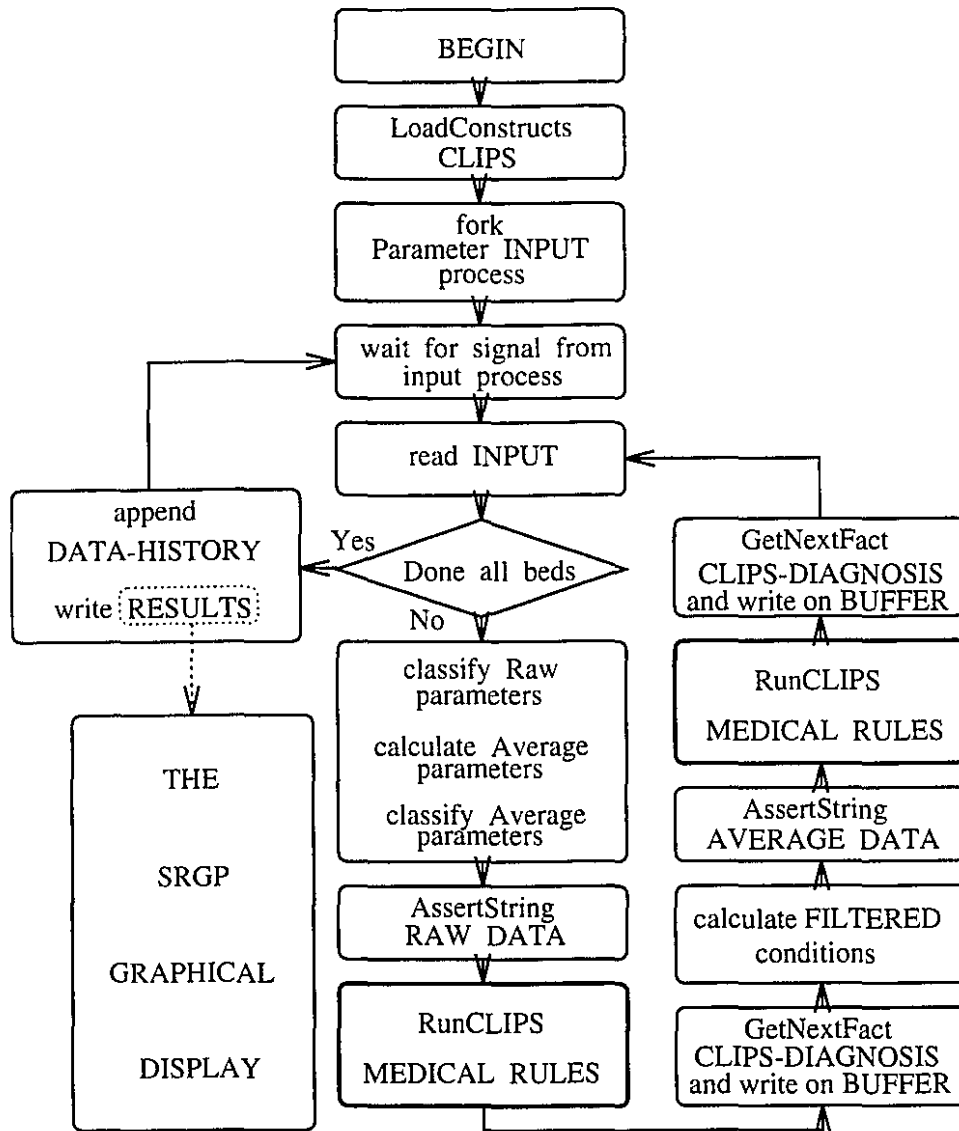 BEGIN
LoadConstructs
CLIPS
fork
Parameter INPUT
process
wait for signal from
input process
read INPUT
Done all beds
Yes
No
append
DATA-HISTORY
write RESULTS
THE
SRGP
GRAPHICAL
DISPLAY
classify Raw
parameters
calculate Average
parameters
classify Average
parameters
AssertString
RAW DATA
RunCLIPS
MEDICAL RULES
GetNextFact
CLIPS-DIAGNOSIS
and write on BUFFER
calculate FILTERED
conditions
AssertString
AVERAGE DATA
RunCLIPS
MEDICAL RULES
GetNextFact
CLIPS-DIAGNOSIS
and write on BUFFER